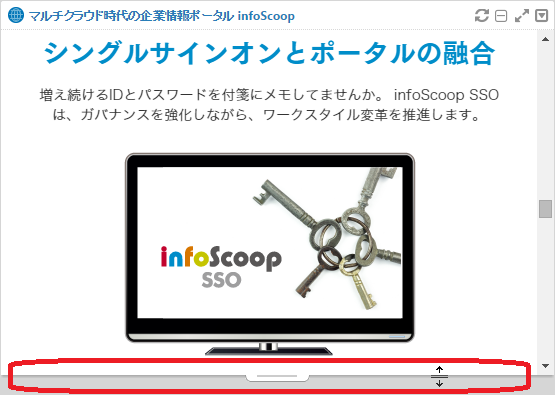 マルチクラウド時代の企業情報ポータル infoScoop
シングルサインオンとポータルの融合
増え続けるIDとパスワードを付箋にメモしてませんか。 infoScoop SSO
は、ガバナンスを強化しながら、ワークスタイル変革を推進します。
infoScoop
SSO